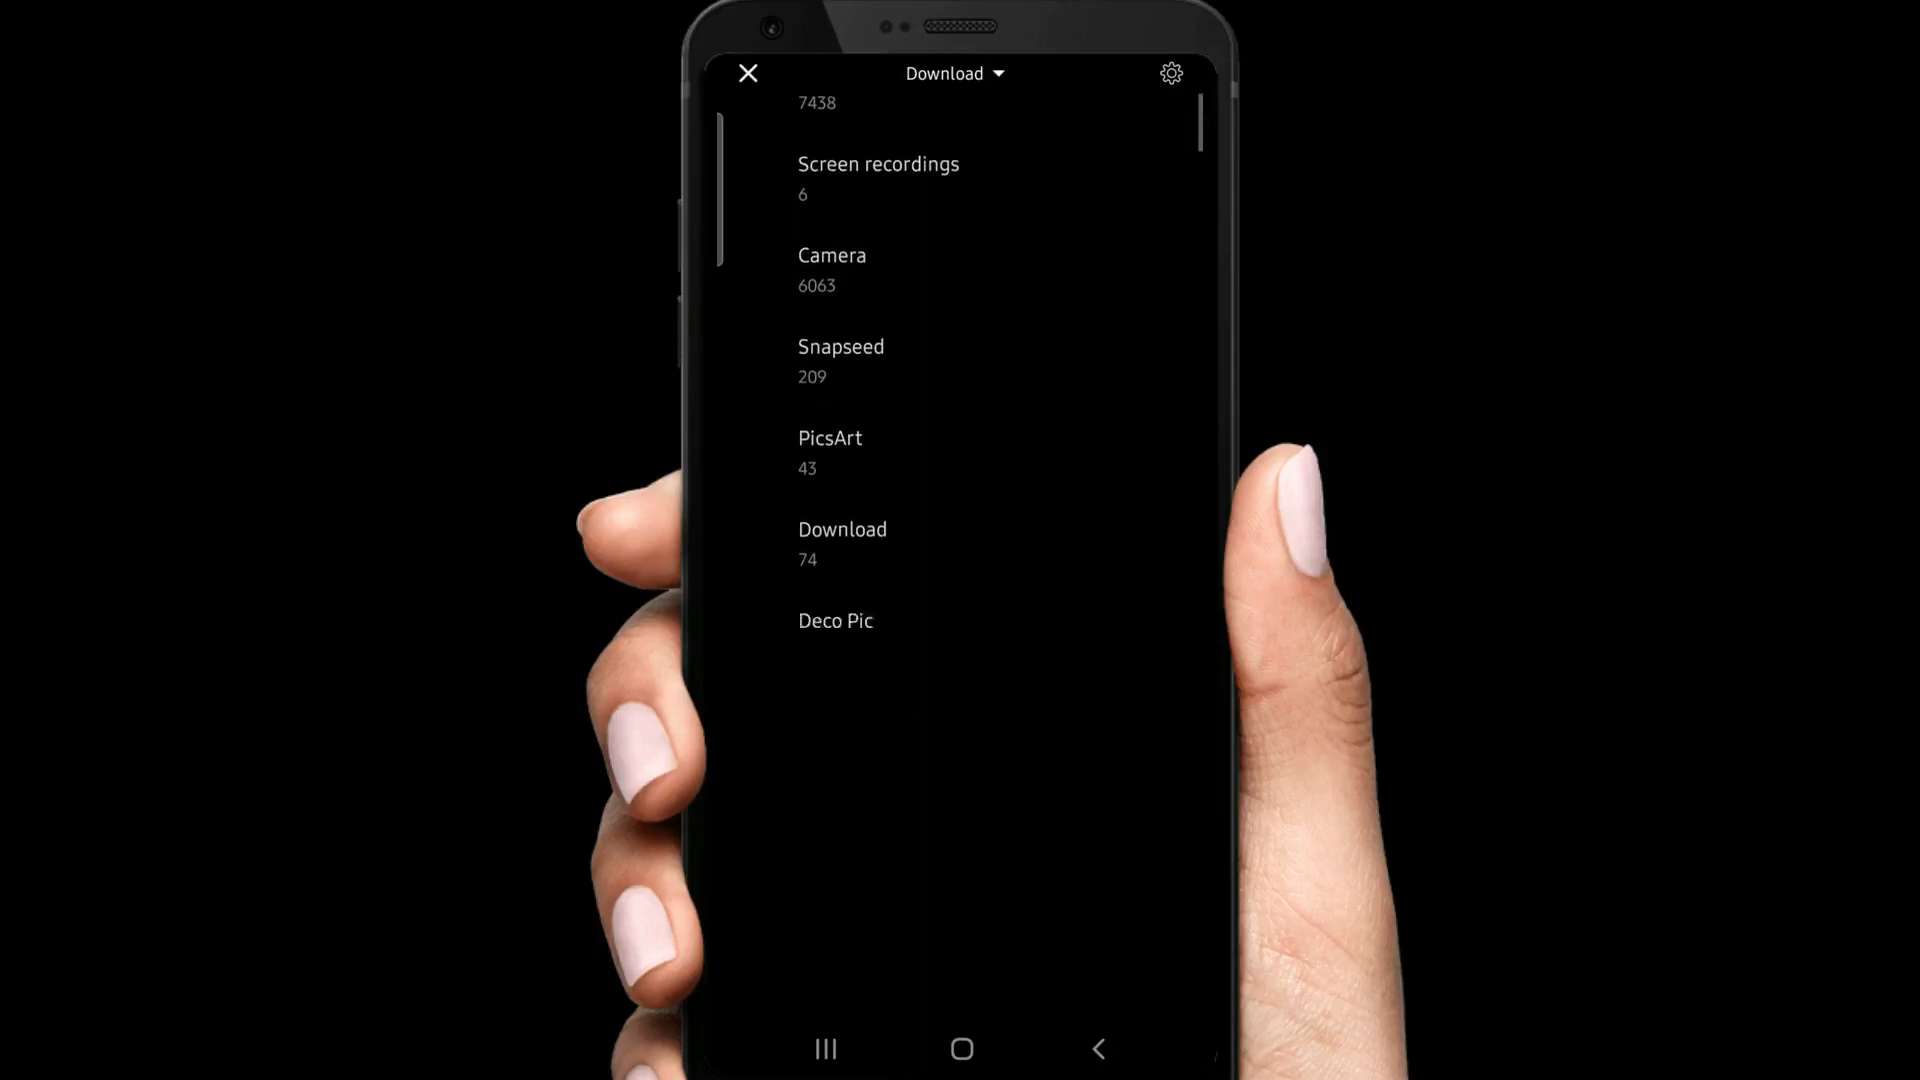 Download
7438
Screen recordings
6
Camera
6063
Snapseed
209
PicsArt
43
Download
74
Deco Pic